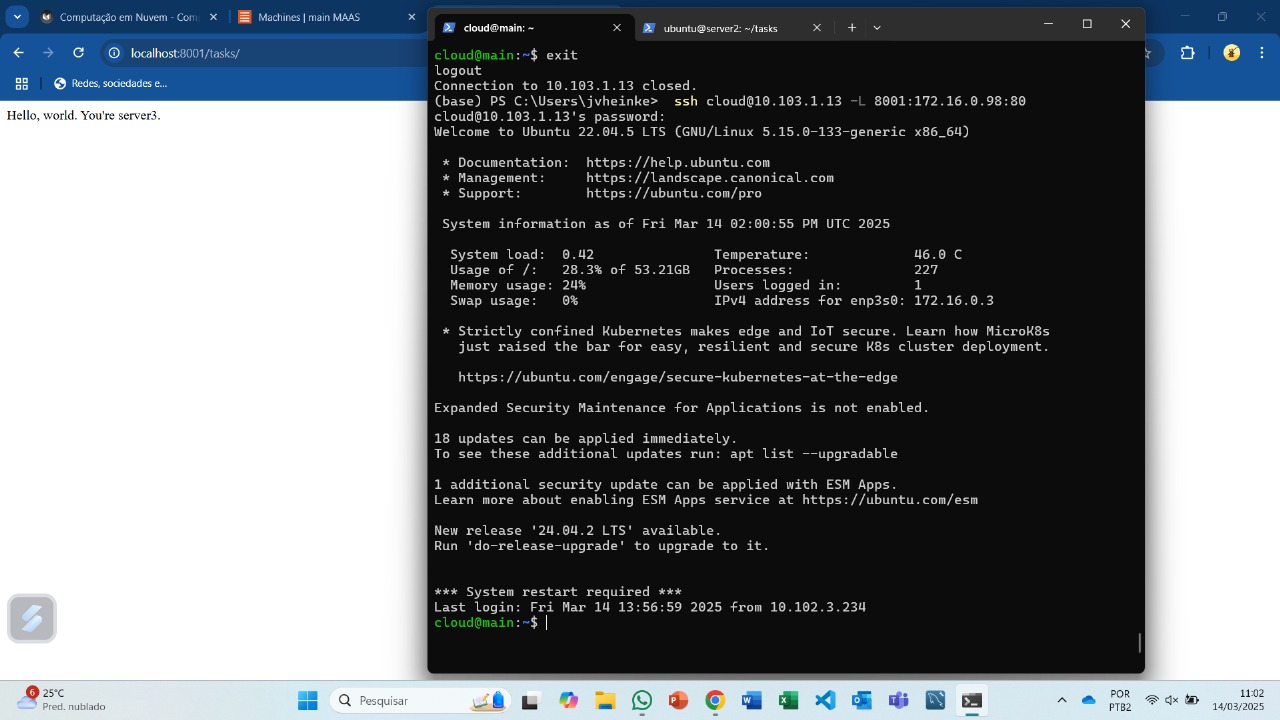 Computação em Nuvem - Com
Machines | main MAAS
localhost:8001/tasks/
Redes, sociedades e...
Hello, world. You're server3.
cloud@main: ~
ubuntu@server2: ~/tasks
cloud@main:~$ exit
logout
Connection to 10.103.1.13 closed.
(base) PS C:\Users\jvheinke>  ssh cloud@10.103.1.13 -L 8001:172.16.0.98:80
cloud@10.103.1.13's password:
Welcome to Ubuntu 22.04.5 LTS (GNU/Linux 5.15.0-133-generic x86_64)
* Documentation:  https://help.ubuntu.com
* Management:     https://landscape.canonical.com
* Support:        https://ubuntu.com/pro
System information as of Fri Mar 14 02:00:55 PM UTC 2025
System load:  0.42               Temperature:             46.0 C
Usage of /:   28.3% of 53.21GB   Processes:               227
Memory usage: 24%                Users logged in:         1
Swap usage:   0%                 IPv4 address for enp3s0: 172.16.0.3
* Strictly confined Kubernetes makes edge and IoT secure. Learn how MicroK8s
just raised the bar for easy, resilient and secure K8s cluster deployment.
https://ubuntu.com/engage/secure-kubernetes-at-the-edge
Expanded Security Maintenance for Applications is not enabled.
18 updates can be applied immediately.
To see these additional updates run: apt list --upgradable
1 additional security update can be applied with ESM Apps.
Learn more about enabling ESM Apps service at https://ubuntu.com/esm
New release '24.04.2 LTS' available.
Run 'do-release-upgrade' to upgrade to it.
*** System restart required ***
Last login: Fri Mar 14 13:56:59 2025 from 10.102.3.234
cloud@main:~$
6
25°C
Pred. nublado
Pesquisar
POR
PTB2
11:02
14/03/2025